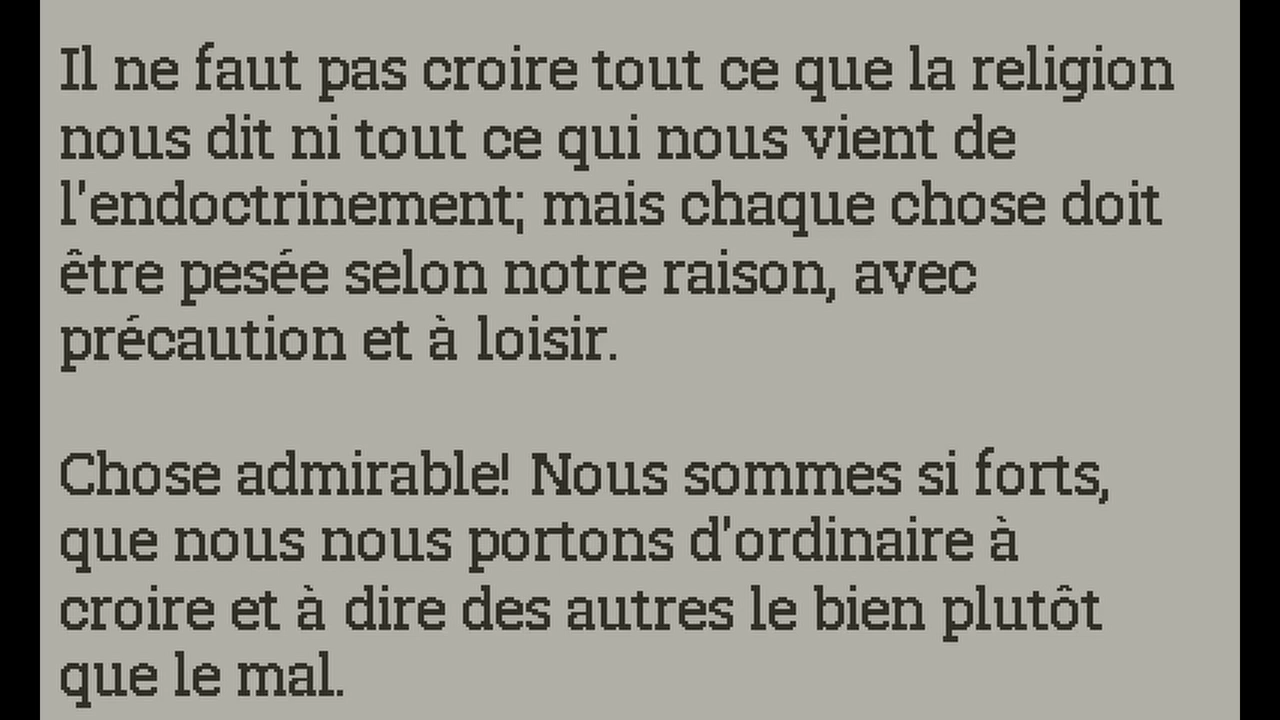 Il ne faut pas croire tout ce que la religion
nous dit ni tout ce qui nous vient de
l'endoctrinement; mais chaque chose doit
être pesée selon notre raison, avec
précaution et à loisir.
Chose admirable! Nous sommes si forts,
que nous nous portons d'ordinaire à
croire et à dire des autres le bien plutôt
que le mal.